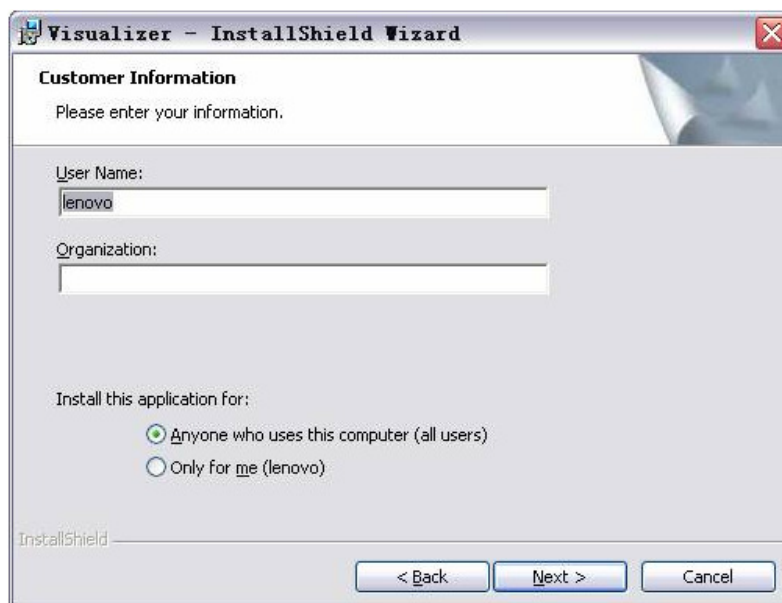 Visualizer - InstallShield Wizard
Customer Information
Please enter your information.
User Name:
lenovo
Organization:
Install this application for:
Anyone who uses this computer (all users)
Only for me (lenovo)
InstallShield
< Back Next > Cancel